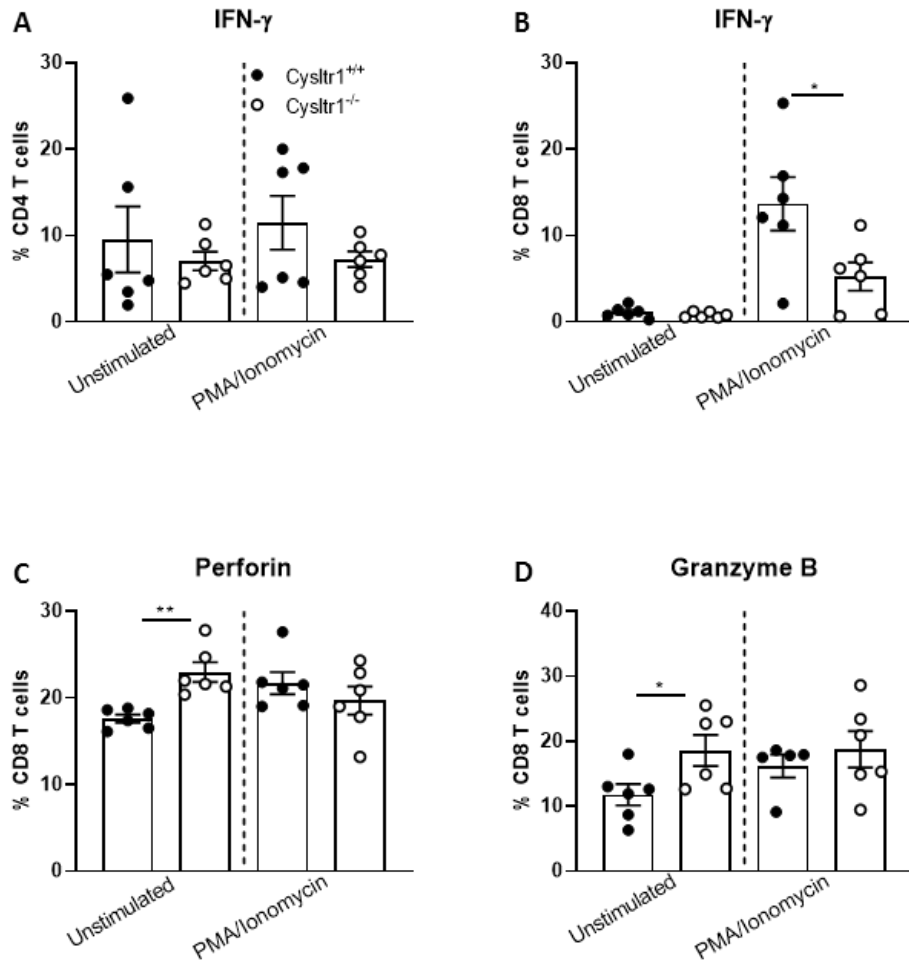 A
IFN-γ
30
20
10
0
% CD4 T cells
Cysltr1+/+
Cysltr1-/-
Unstimulated
PMA/Ionomycin
B
IFN-γ
30
20
10
0
% CD8 T cells
*
Unstimulated
PMA/Ionomycin
C
Perforin
30
20
10
0
% CD8 T cells
**
Unstimulated
PMA/Ionomycin
D
Granzyme B
40
30
20
10
0
% CD8 T cells
*
Unstimulated
PMA/Ionomycin